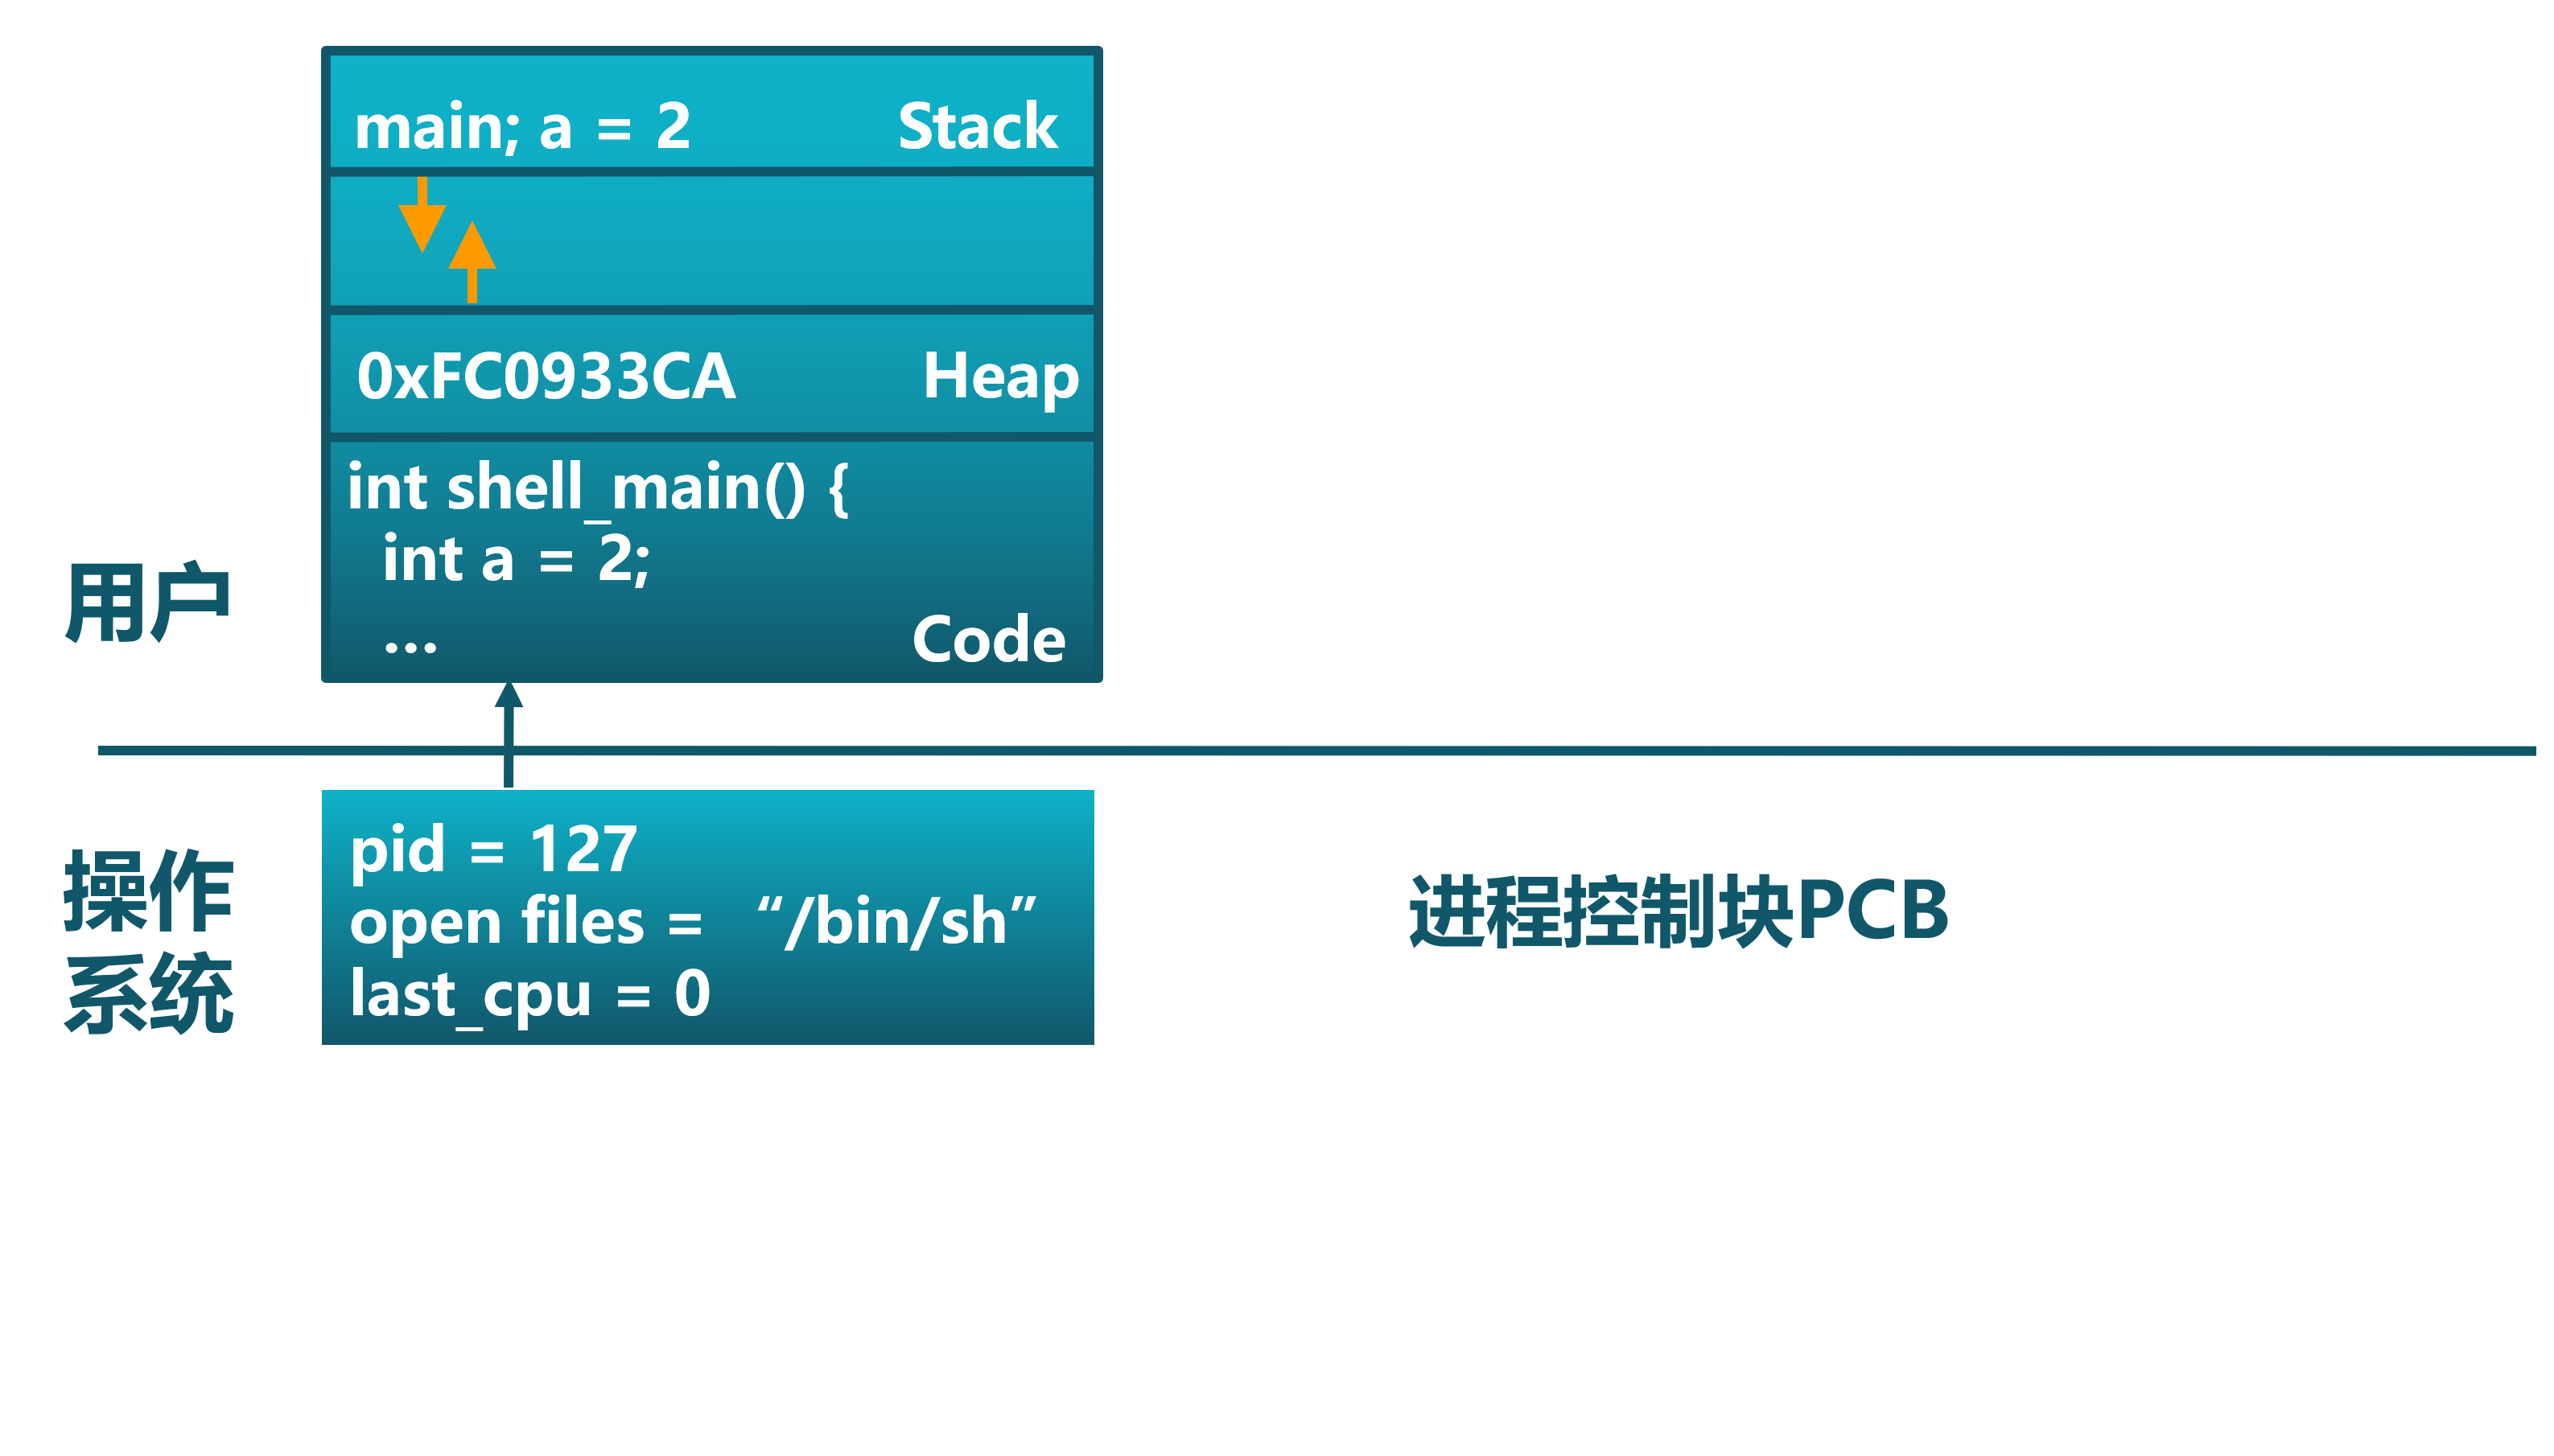 main; a = 2 Stack
0xFC0933CA Heap
int shell_main() {
int a = 2;
... Code
用户
操作
系统
pid = 127
open files = “/bin/sh”
last_cpu = 0
进程控制块PCB